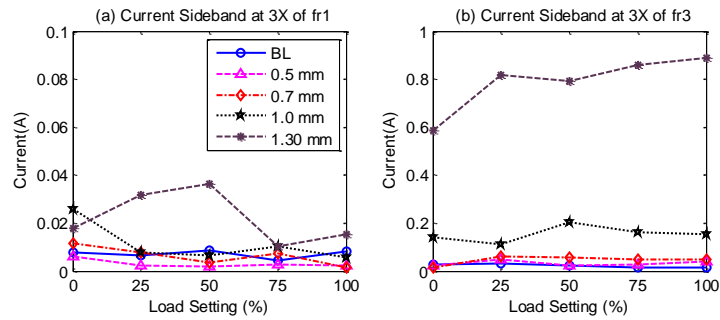 (a) Current Sideband at 3X of fr1
0.1
0.08
0.06
0.04
0.02
0
Current(A)
BL
0.5 mm
0.7 mm
1.0 mm
1.30 mm
0 25 50 75 100
Load Setting (%)
(b) Current Sideband at 3X of fr3
1
0.8
0.6
0.4
0.2
0
Current(A)
0 25 50 75 100
Load Setting (%)